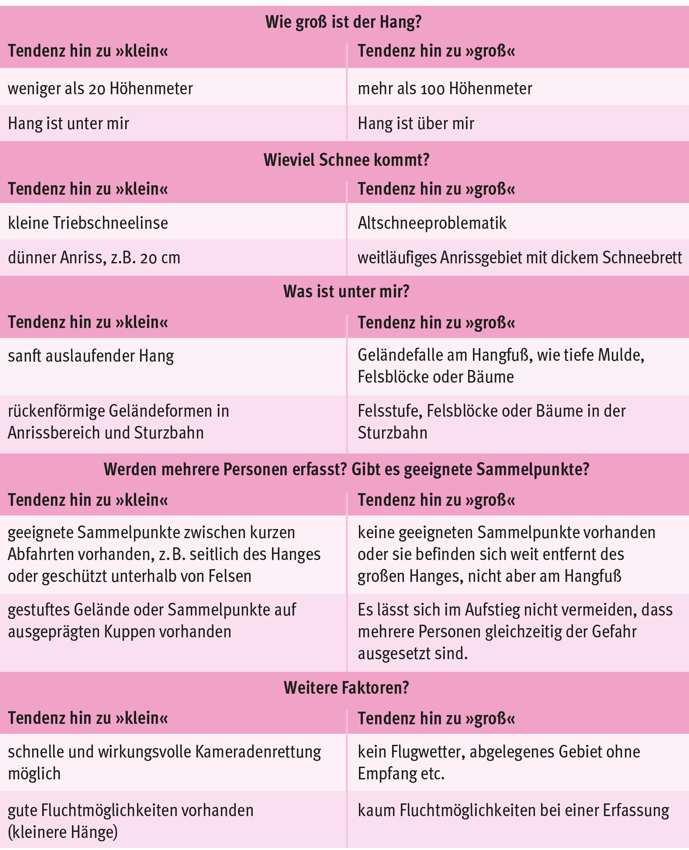 Wie groß ist der Hang?
Tendenz hin zu »klein«
Tendenz hin zu »groß«
weniger als 20 Höhenmeter
mehr als 100 Höhenmeter
Hang ist unter mir
Hang ist über mir
Wieviel Schnee kommt?
Tendenz hin zu »klein«
Tendenz hin zu »groß«
kleine Triebschneelinse
Altschneeproblematik
dünner Anriss, z.B. 20 cm
weitläufiges Anrissgebiet mit dickem Schneebrett
Was ist unter mir?
Tendenz hin zu »klein«
Tendenz hin zu »groß«
sanft auslaufender Hang
Geländefalle am Hangfuß, wie tiefe Mulde,
Felsblöcke oder Bäume
rückenförmige Geländeformen in
Anrissbereich und Sturzbahn
Felsstufe, Felsblöcke oder Bäume in der
Sturzbahn
Werden mehrere Personen erfasst? Gibt es geeignete Sammelpunkte?
Tendenz hin zu »klein«
Tendenz hin zu »groß«
geeignete Sammelpunkte zwischen kurzen
Abfahrten vorhanden, z.B. seitlich des Hanges
oder geschützt unterhalb von Felsen
keine geeigneten Sammelpunkte vorhanden
oder sie befinden sich weit entfernt des
großen Hanges, nicht aber am Hangfuß
gestuftes Gelände oder Sammelpunkte auf
ausgeprägten Kuppen vorhanden
Es lässt sich im Aufstieg nicht vermeiden, dass
mehrere Personen gleichzeitig der Gefahr
ausgesetzt sind.
Weitere Faktoren?
Tendenz hin zu »klein«
Tendenz hin zu »groß«
schnelle und wirkungsvolle Kameradenrettung
möglich
kein Flugwetter, abgelegenes Gebiet ohne
Empfang etc.
gute Fluchtmöglichkeiten vorhanden
(kleinere Hänge)
kaum Fluchtmöglichkeiten bei einer Erfassung